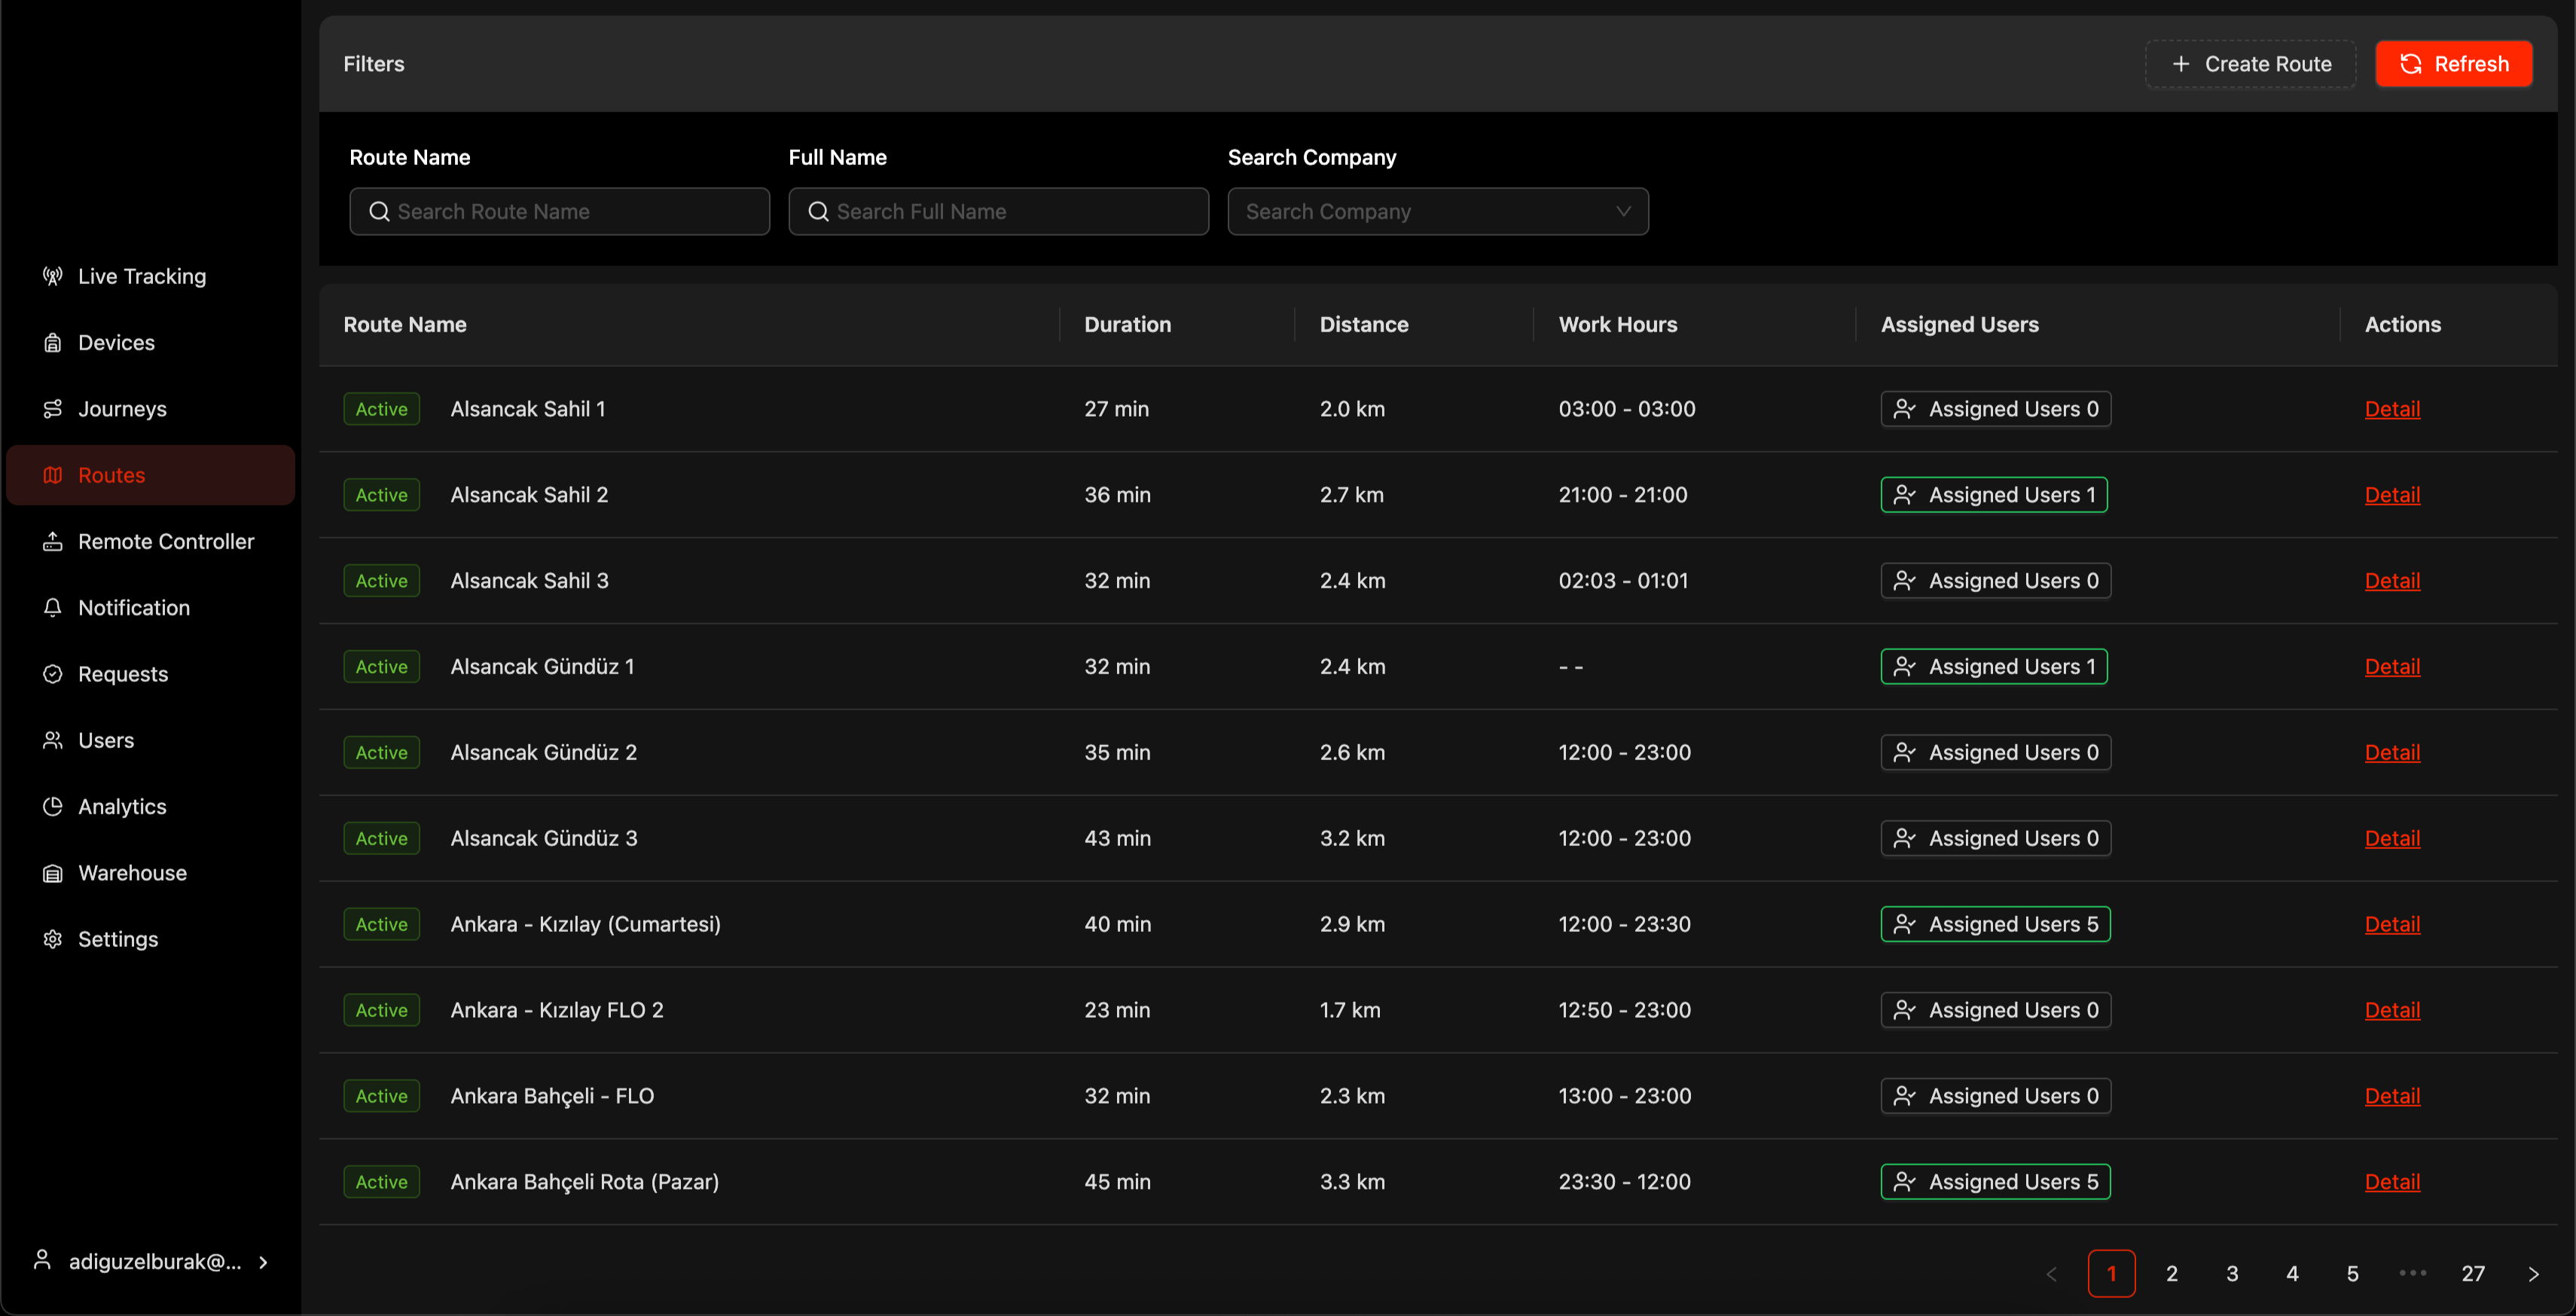 Live Tracking
Devices
Journeys
Routes
Remote Controller
Notification
Requests
Users
Analytics
Warehouse
Settings
adiguzelburak@...
Filters
Create Route
Refresh
Route Name Full Name Search Company
Search Route Name Search Full Name Search Company
Route Name Duration Distance Work Hours Assigned Users Actions
Active Alsancak Sahil 1 27 min 2.0 km 03:00 - 03:00 Assigned Users 0 Detail
Active Alsancak Sahil 2 36 min 2.7 km 21:00 - 21:00 Assigned Users 1 Detail
Active Alsancak Sahil 3 32 min 2.4 km 02:03 - 01:01 Assigned Users 0 Detail
Active Alsancak Gündüz 1 32 min 2.4 km - - Assigned Users 1 Detail
Active Alsancak Gündüz 2 35 min 2.6 km 12:00 - 23:00 Assigned Users 0 Detail
Active Alsancak Gündüz 3 43 min 3.2 km 12:00 - 23:00 Assigned Users 0 Detail
Active Ankara - Kızılay (Cumartesi) 40 min 2.9 km 12:00 - 23:30 Assigned Users 5 Detail
Active Ankara - Kızılay FLO 2 23 min 1.7 km 12:50 - 23:00 Assigned Users 0 Detail
Active Ankara Bahçeli - FLO 32 min 2.3 km 13:00 - 23:00 Assigned Users 0 Detail
Active Ankara Bahçeli Rota (Pazar) 45 min 3.3 km 23:30 - 12:00 Assigned Users 5 Detail
< 1 2 3 4 5 ••• 27 >